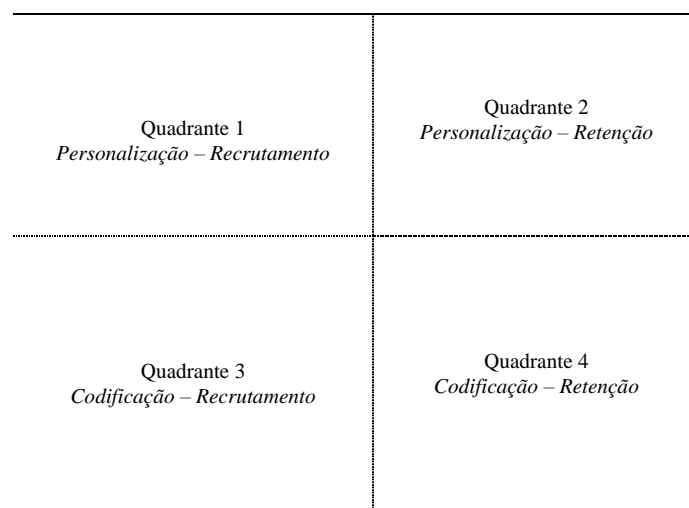 Quadrante 1
Personalização – Recrutamento
Quadrante 2
Personalização – Retenção
Quadrante 3
Codificação – Recrutamento
Quadrante 4
Codificação – Retenção